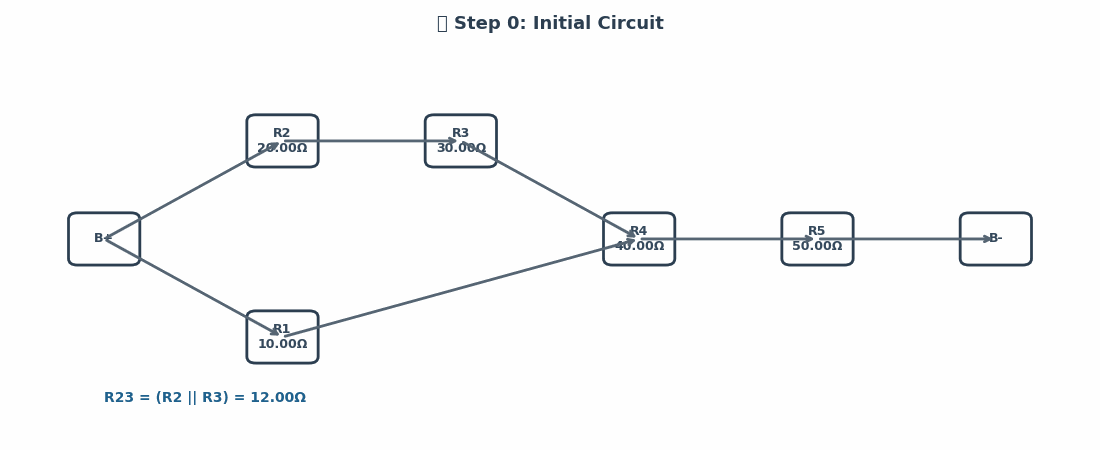 Step 0: Initial Circuit
R2
20.00Ω
R3
30.00Ω
B+
R4
40.00Ω
R5
50.00Ω
B-
R1
10.00Ω
R23 = (R2 || R3) = 12.00Ω